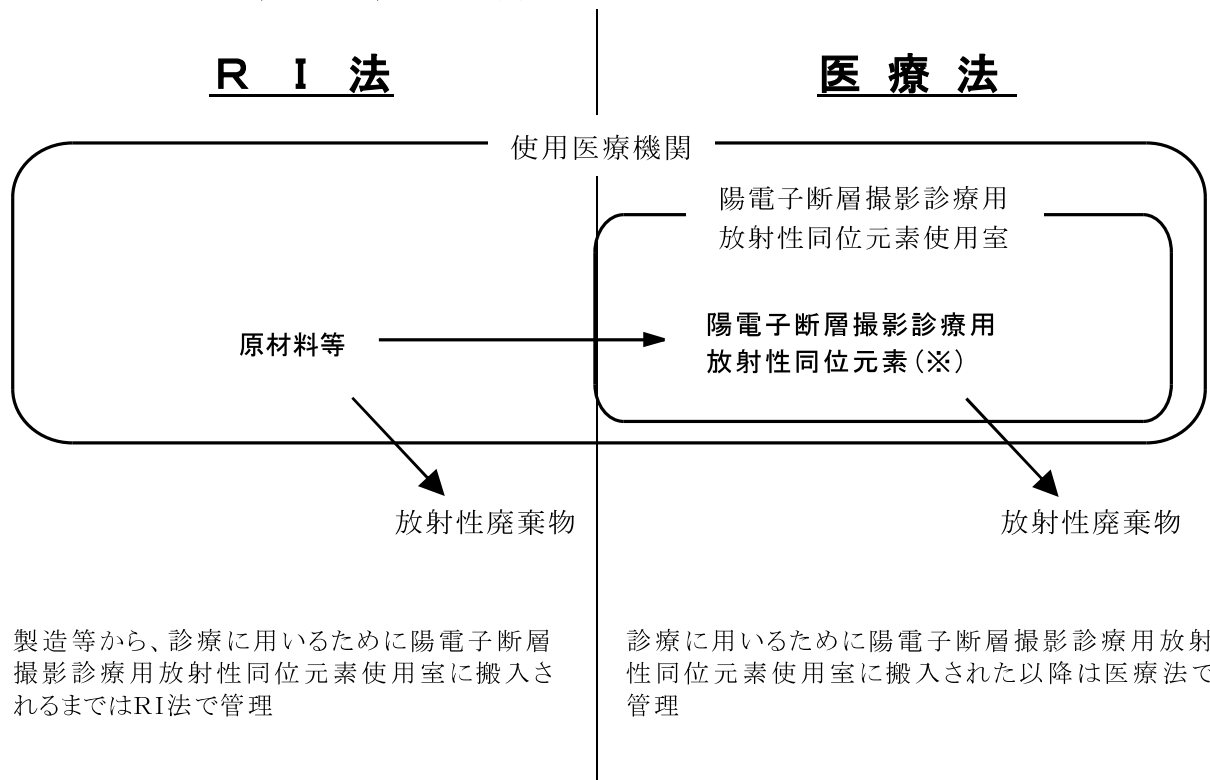 RI法
医療法
使用医療機関
陽電子断層撮影診療用
放射性同位元素使用室
原材料等
陽電子断層撮影診療用
放射性同位元素(※)
放射性廃棄物
放射性廃棄物
製造等から、診療に用いるために陽電子断層
撮影診療用放射性同位元素使用室に搬入さ
れるまではRI法で管理
診療に用いるために陽電子断層撮影診療用放射
性同位元素使用室に搬入された以降は医療法で
管理